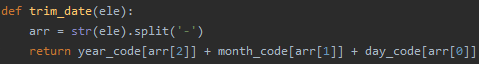 def trim_date(ele):
    arr = str(ele).split('-')
    return year_code[arr[2]] + month_code[arr[1]] + day_code[arr[0]]